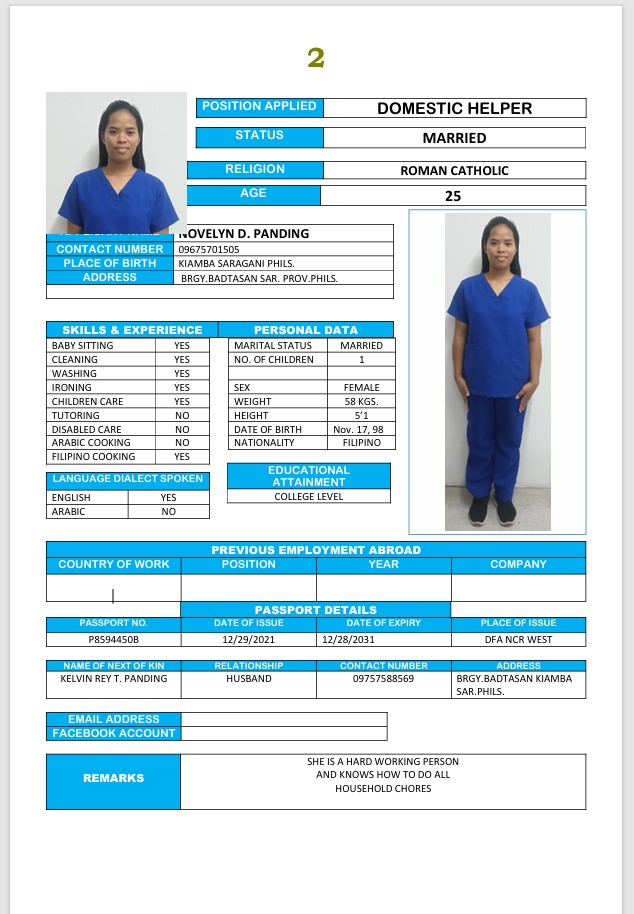 2
POSITION APPLIED DOMESTIC HELPER
STATUS MARRIED
RELIGION ROMAN CATHOLIC
AGE 25
NOVELYN D. PANDING
CONTACT NUMBER 09675701505
PLACE OF BIRTH KIAMBA SARAGANI PHILS.
ADDRESS BRGY.BADTASAN SAR. PROV.PHILS.
SKILLS & EXPERIENCE PERSONAL DATA
BABY SITTING YES MARITAL STATUS MARRIED
CLEANING YES NO. OF CHILDREN 1
WASHING YES
IRONING YES SEX FEMALE
CHILDREN CARE YES WEIGHT 58 KGS.
TUTORING NO HEIGHT 5'1
DISABLED CARE NO DATE OF BIRTH Nov. 17, 98
ARABIC COOKING NO NATIONALITY FILIPINO
FILIPINO COOKING YES
LANGUAGE DIALECT SPOKEN
ENGLISH YES
ARABIC NO
EDUCATIONAL
ATTAINMENT
COLLEGE LEVEL
PREVIOUS EMPLOYMENT ABROAD
COUNTRY OF WORK POSITION YEAR COMPANY
PASSPORT DETAILS
PASSPORT NO. DATE OF ISSUE DATE OF EXPIRY PLACE OF ISSUE
P8594450B 12/29/2021 12/28/2031 DFA NCR WEST
NAME OF NEXT OF KIN RELATIONSHIP CONTACT NUMBER ADDRESS
KELVIN REY T. PANDING HUSBAND 09757588569 BRGY.BADTASAN KIAMBA
SAR.PHILS.
EMAIL ADDRESS
FACEBOOK ACCOUNT
REMARKS
SHE IS A HARD WORKING PERSON
AND KNOWS HOW TO DO ALL
HOUSEHOLD CHORES